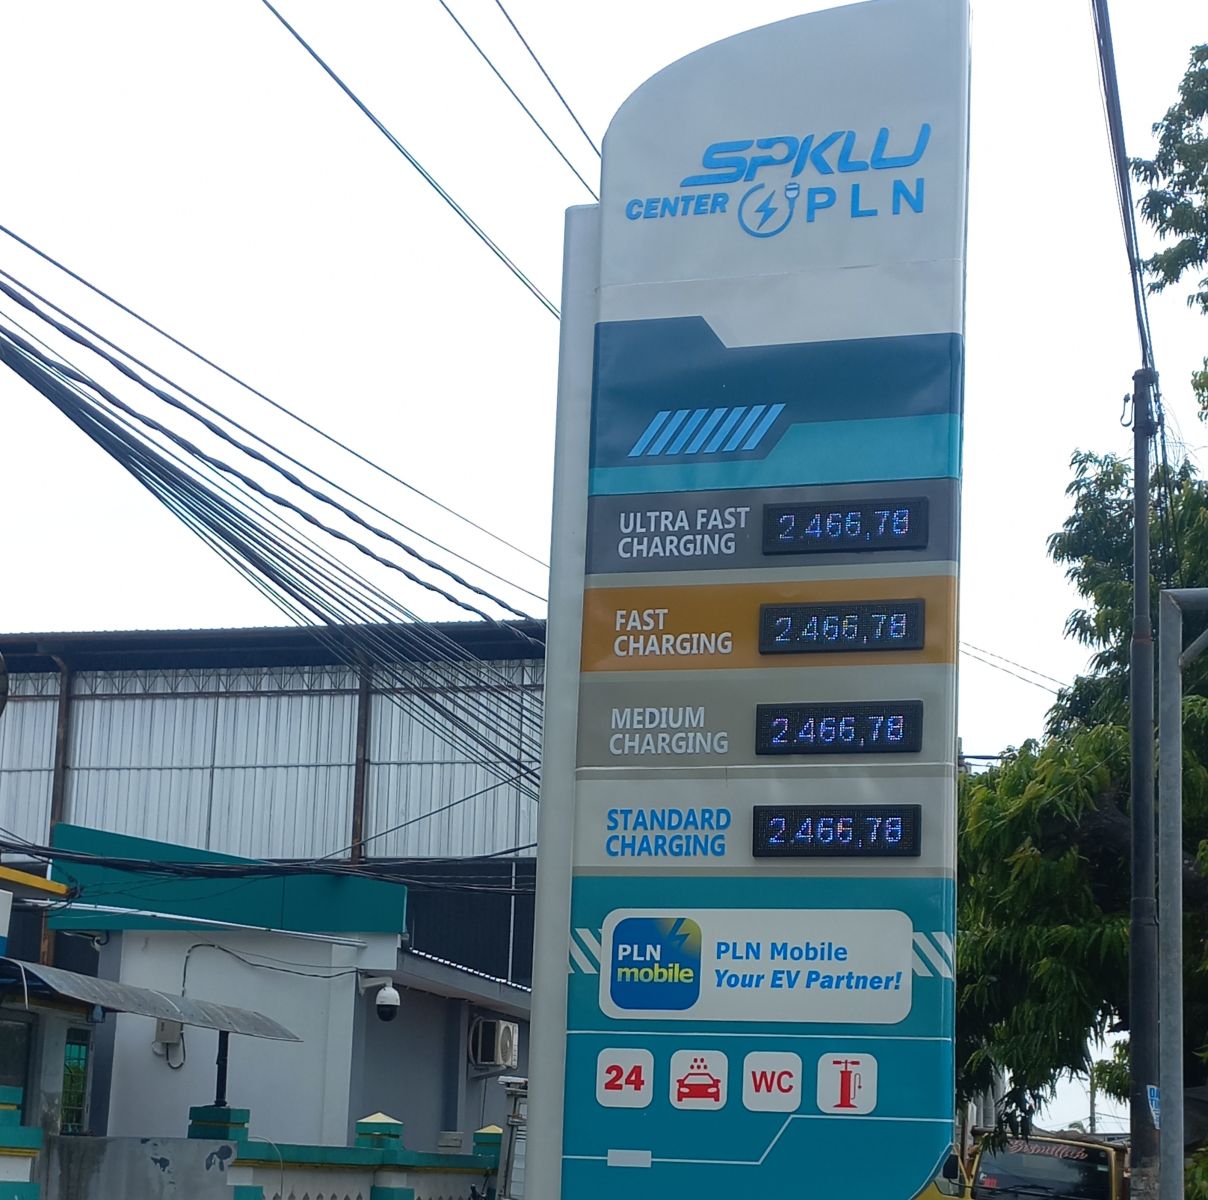 SPKLU
CENTER PLN
ULTRA FAST
CHARGING
2.466,78
FAST
CHARGING
2.466,78
MEDIUM
CHARGING
2.466,78
STANDARD
CHARGING
2.466,78
PLN
mobile
PLN Mobile
Your EV Partner!
24
WC
Bismillah